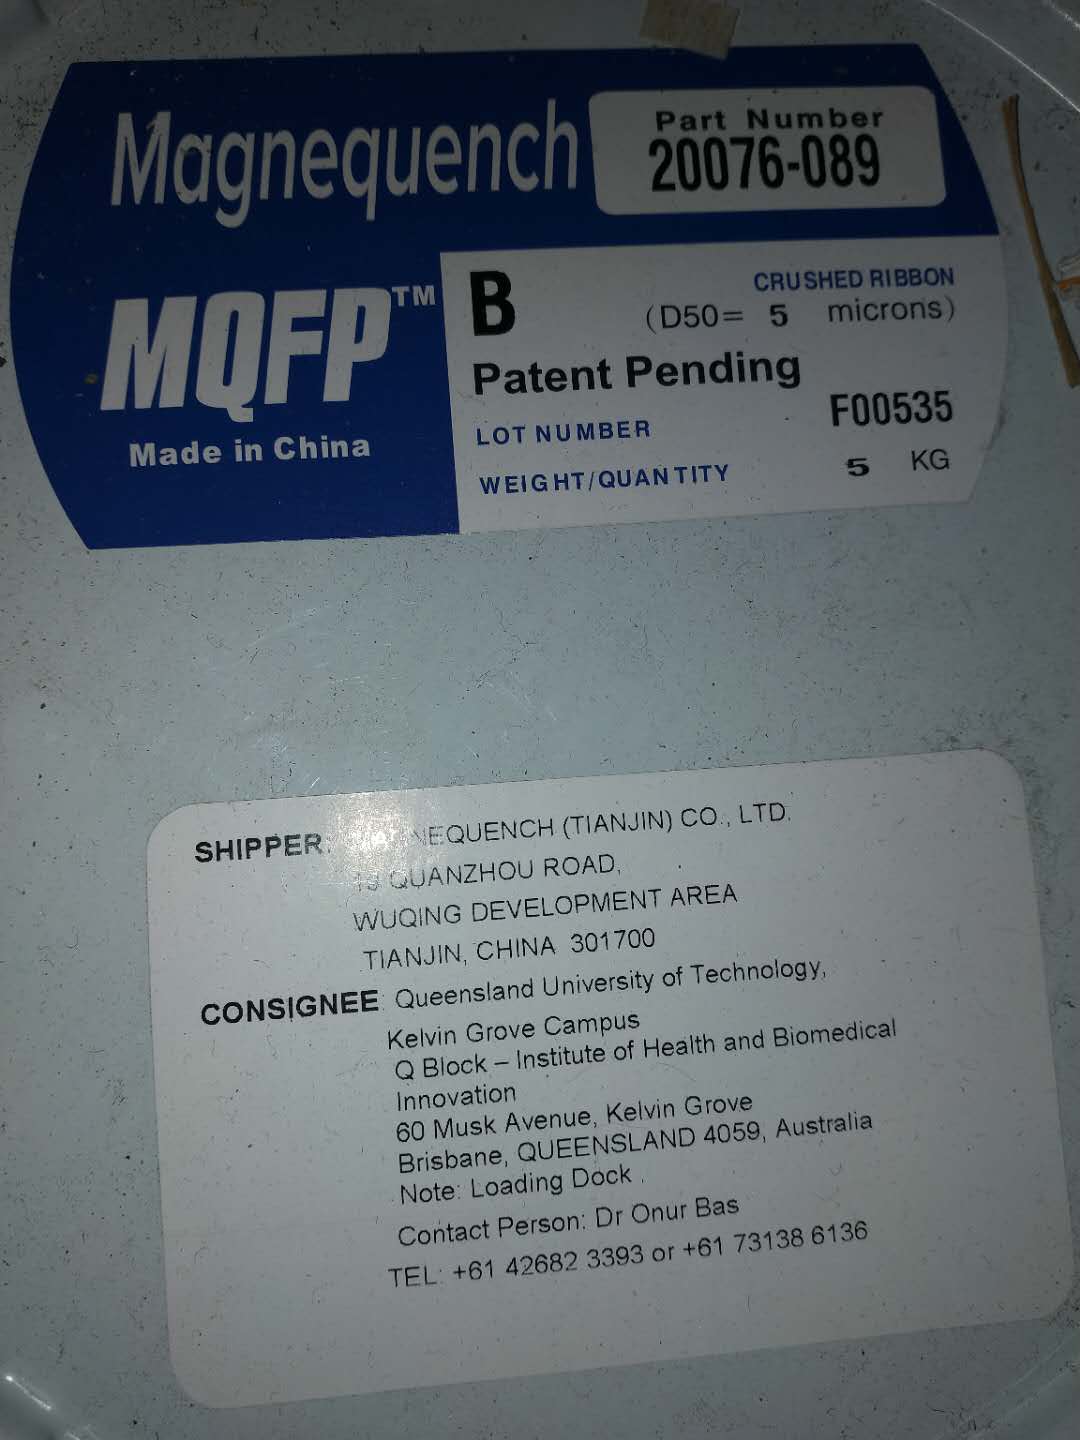 Magnequench
Part Number
20076-089
MQFP™
Made in China
B
CRUSHED RIBBON
(D50= 5 microns)
Patent Pending
LOT NUMBER F00535
WEIGHT/QUANTITY 5 KG
SHIPPER: MAGNEQUENCH (TIANJIN) CO., LTD.
QUANZHOU ROAD,
WUQING DEVELOPMENT AREA
TIANJIN, CHINA 301700
CONSIGNEE: Queensland University of Technology,
Kelvin Grove Campus
Q Block – Institute of Health and Biomedical
Innovation
60 Musk Avenue, Kelvin Grove
Brisbane, QUEENSLAND 4059, Australia
Note: Loading Dock
Contact Person: Dr Onur Bas
TEL: +61 42682 3393 or +61 73138 6136